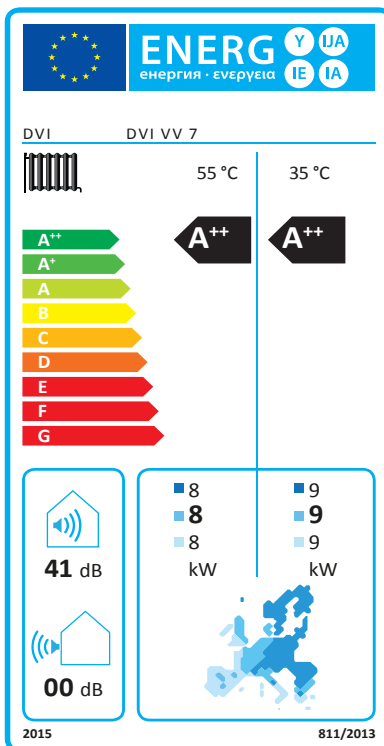 ENERG Y IJA
енергия · ενεργεια IE IA
DVI DVI VV 7
55 °C 35 °C
A++ A++
A++
A+
A
B
C
D
E
F
G
41 dB
00 dB
8 9
8 9
8 9
kW kW
2015 811/2013